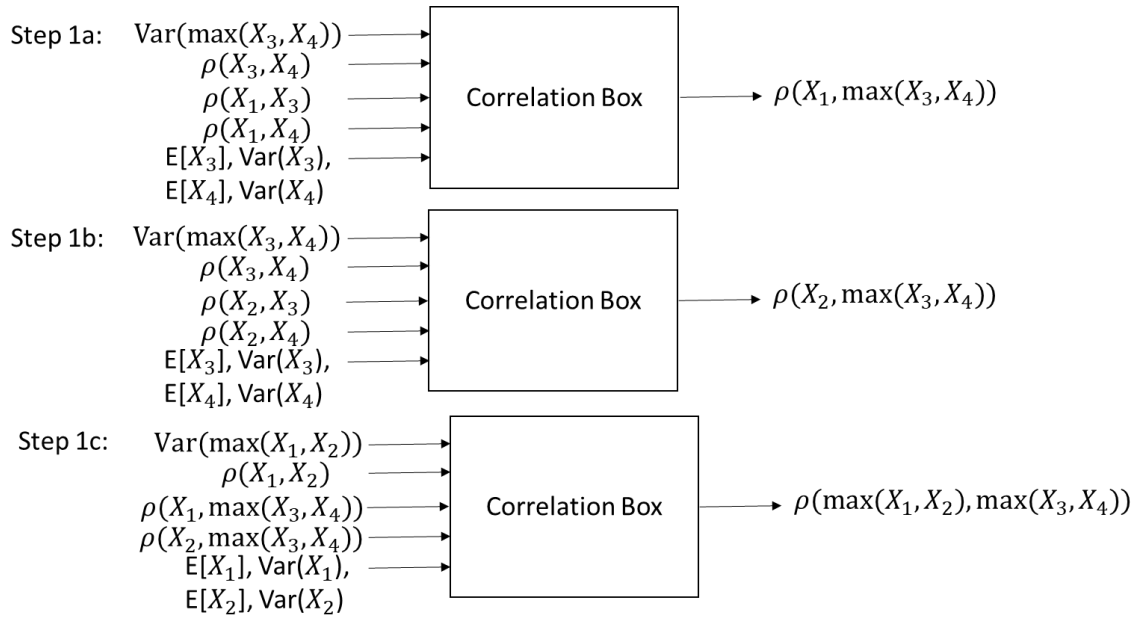 Step 1a: Var(max(𝑋₃, 𝑋₄))
𝜌(𝑋₃, 𝑋₄)
𝜌(𝑋₁, 𝑋₃)
𝜌(𝑋₁, 𝑋₄)
E[𝑋₃], Var(𝑋₃),
E[𝑋₄], Var(𝑋₄)
Correlation Box
𝜌(𝑋₁, max(𝑋₃, 𝑋₄))
Step 1b: Var(max(𝑋₃, 𝑋₄))
𝜌(𝑋₃, 𝑋₄)
𝜌(𝑋₂, 𝑋₃)
𝜌(𝑋₂, 𝑋₄)
E[𝑋₃], Var(𝑋₃),
E[𝑋₄], Var(𝑋₄)
Correlation Box
𝜌(𝑋₂, max(𝑋₃, 𝑋₄))
Step 1c: Var(max(𝑋₁, 𝑋₂))
𝜌(𝑋₁, 𝑋₂)
𝜌(𝑋₁, max(𝑋₃, 𝑋₄))
𝜌(𝑋₂, max(𝑋₃, 𝑋₄))
E[𝑋₁], Var(𝑋₁),
E[𝑋₂], Var(𝑋₂)
Correlation Box
𝜌(max(𝑋₁, 𝑋₂), max(𝑋₃, 𝑋₄))